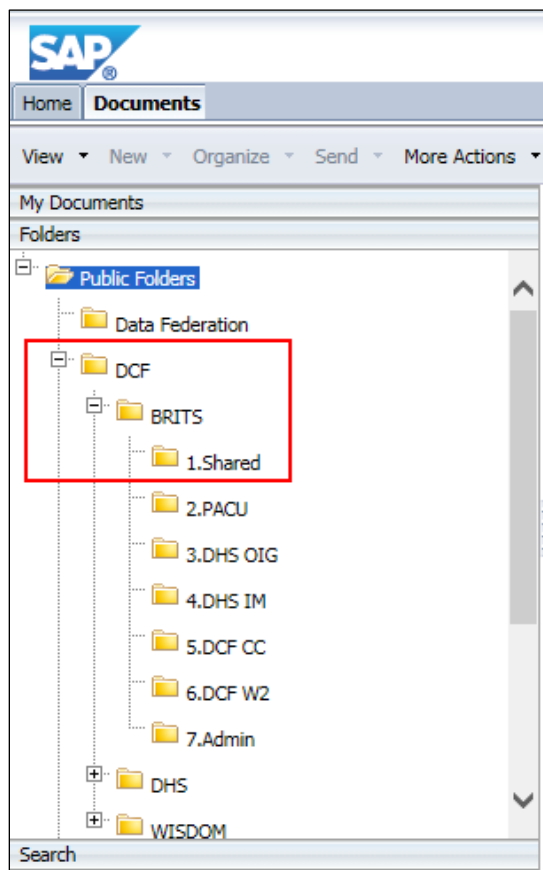 SAP®
Home Documents
View New Organize Send More Actions
My Documents
Folders
Public Folders
Data Federation
DCF
BRITS
1.Shared
2.PACU
3.DHS OIG
4.DHS IM
5.DCF CC
6.DCF W2
7.Admin
DHS
WISDOM
Search